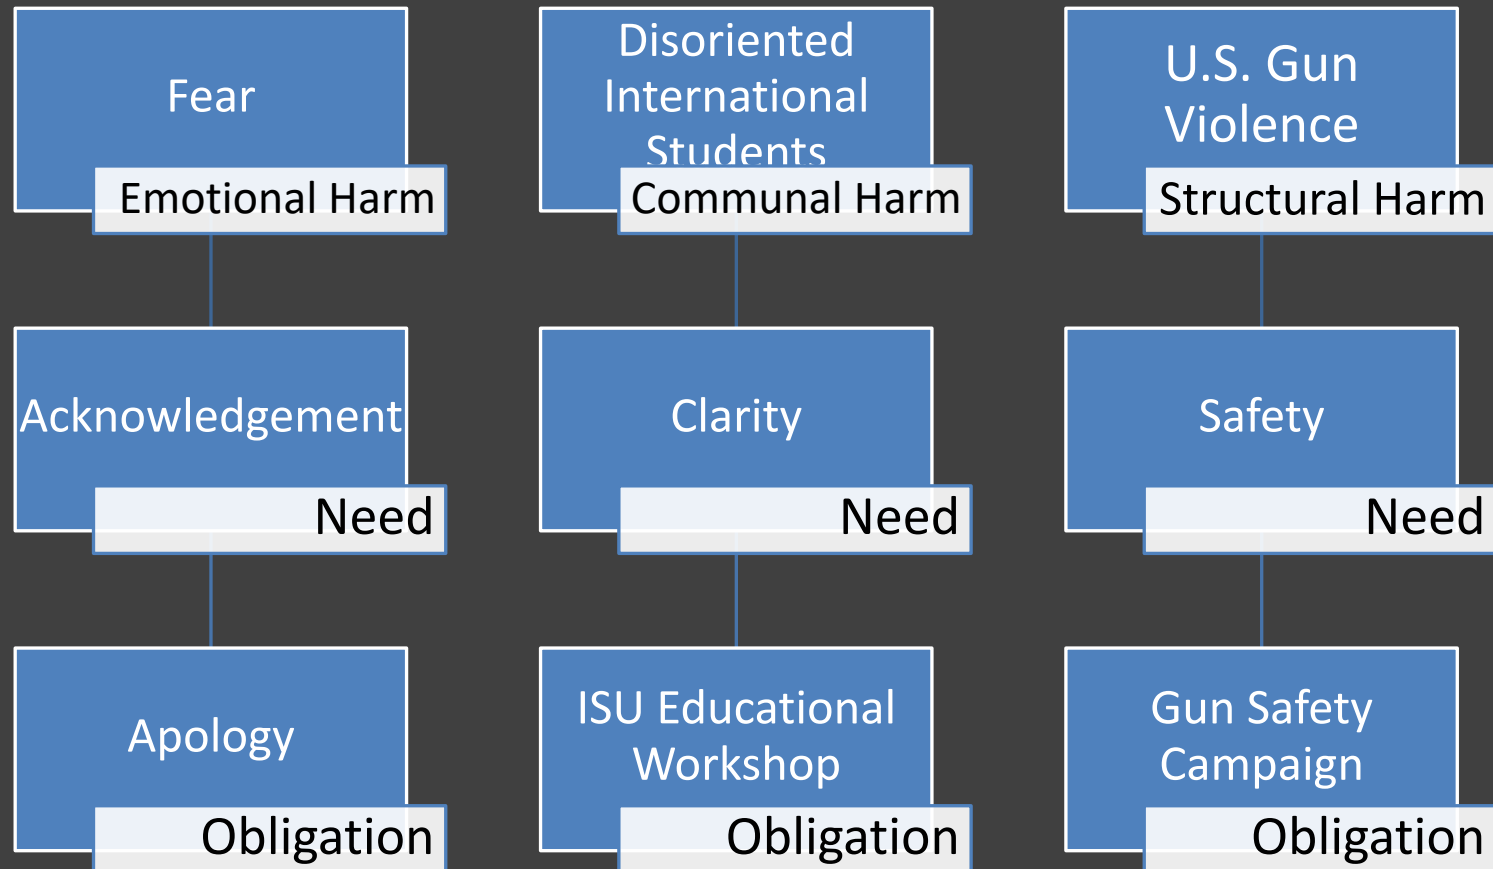 Fear
Emotional Harm
Disoriented
International
Students
Communal Harm
U.S. Gun
Violence
Structural Harm
Acknowledgement
Need
Clarity
Need
Safety
Need
Apology
Obligation
ISU Educational
Workshop
Obligation
Gun Safety
Campaign
Obligation